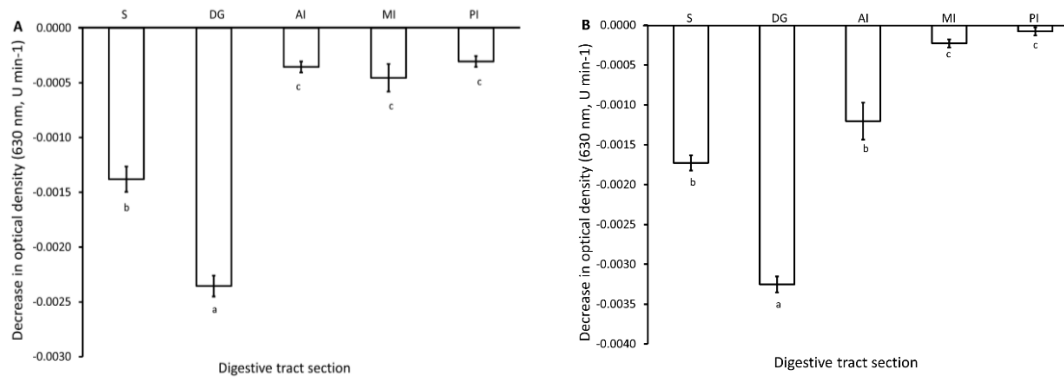 A
S DG AI MI PI
0.0000
-0.0005
-0.0010
-0.0015
-0.0020
-0.0025
-0.0030
Decrease in optical density (630 nm, U min-1)
b
a
c
c
c
Digestive tract section
B
S DG AI MI PI
0.0000
-0.0005
-0.0010
-0.0015
-0.0020
-0.0025
-0.0030
-0.0035
-0.0040
Decrease in optical density (630 nm, U min-1)
b
a
b
c
c
Digestive tract section